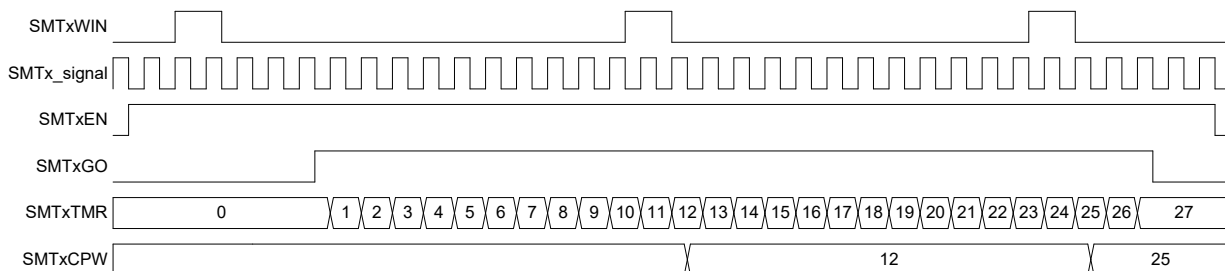 SMTxWIN
SMTx_signal
SMTxEN
SMTxGO
SMTxTMR 0 1 2 3 4 5 6 7 8 9 10 11 12 13 14 15 16 17 18 19 20 21 22 23 24 25 26 27
SMTxCPW 12 25